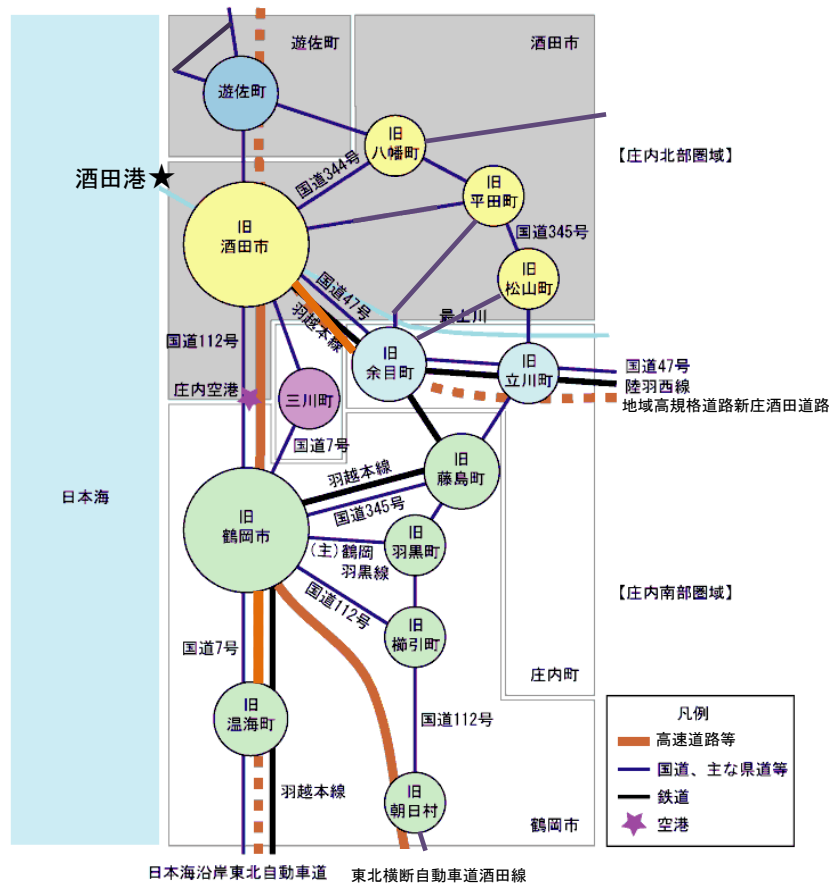 遊佐町
酒田市
遊佐町
旧
八幡町
【庄内北部圏域】
国道344号
酒田港★
旧
平田町
旧
酒田市
国道345号
旧
松山町
国道47号
羽越本線
最上川
国道112号
旧
余目町
旧
立川町
国道47号
陸羽西線
地域高規格道路新庄酒田道路
庄内空港
三川町
国道7号
羽越本線
旧
藤島町
日本海
国道345号
旧
鶴岡市
(主)鶴岡
羽黒線
旧
羽黒町
国道112号
【庄内南部圏域】
旧
櫛引町
国道7号
庄内町
旧
温海町
国道112号
凡例
高速道路等
国道、主な県道等
鉄道
空港
羽越本線
旧
朝日村
鶴岡市
日本海沿岸東北自動車道
東北横断自動車道酒田線